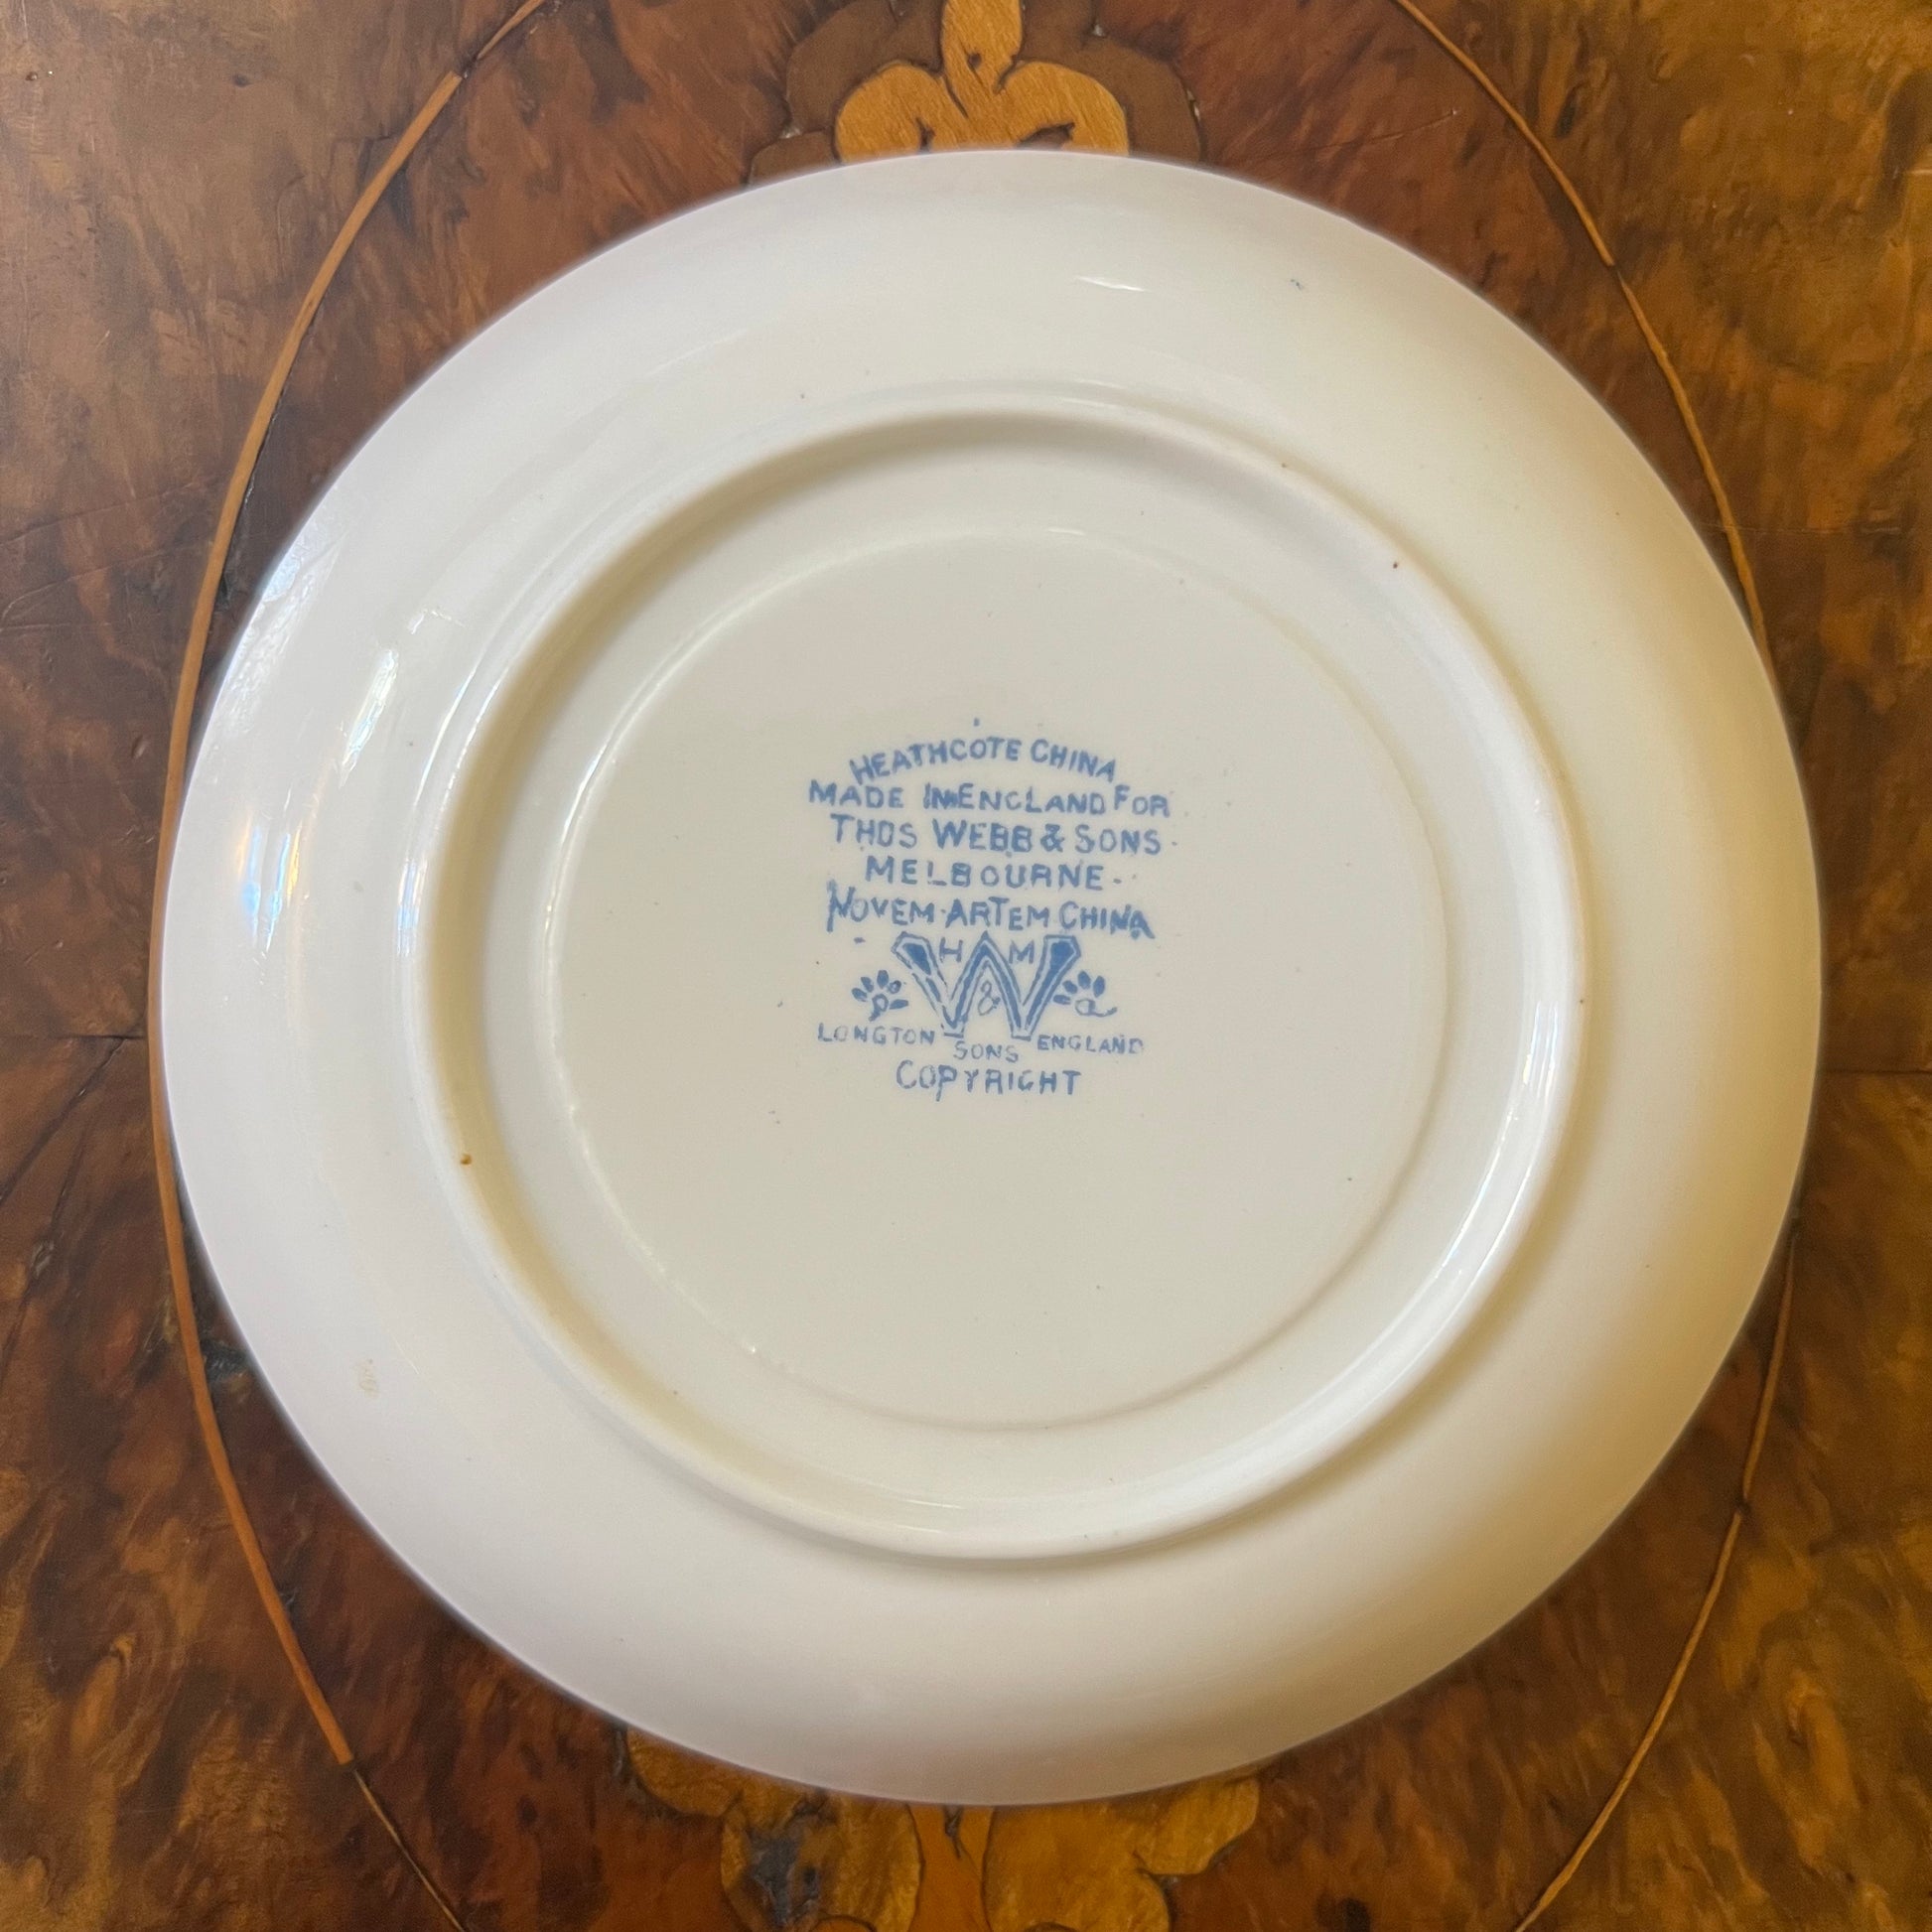 HEATHCOTE CHINA
MADE IN ENGLAND FOR
THOS WEBB & SONS
MELBOURNE
NOVEM ARTEM CHINA
H M
W
&
LONGTON SONS ENGLAND
COPYRIGHT